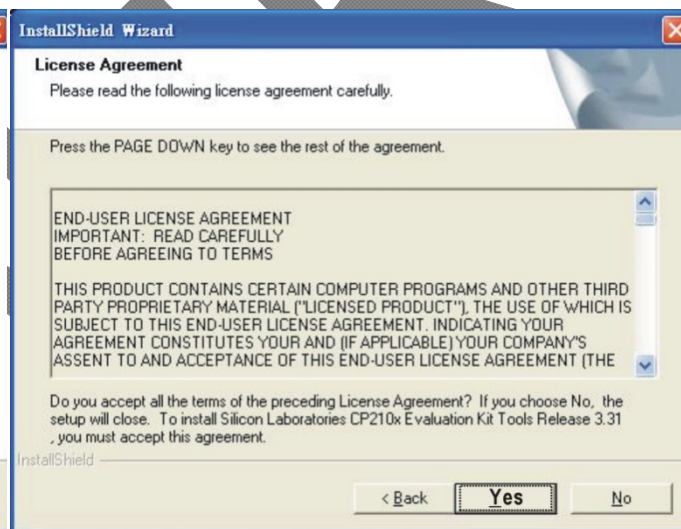 InstallShield Wizard
License Agreement
Please read the following license agreement carefully.
Press the PAGE DOWN key to see the rest of the agreement.
END-USER LICENSE AGREEMENT
IMPORTANT: READ CAREFULLY
BEFORE AGREEING TO TERMS
THIS PRODUCT CONTAINS CERTAIN COMPUTER PROGRAMS AND OTHER THIRD
PARTY PROPRIETARY MATERIAL ("LICENSED PRODUCT"), THE USE OF WHICH IS
SUBJECT TO THIS END-USER LICENSE AGREEMENT. INDICATING YOUR
AGREEMENT CONSTITUTES YOUR AND (IF APPLICABLE) YOUR COMPANY'S
ASSENT TO AND ACCEPTANCE OF THIS END-USER LICENSE AGREEMENT (THE
Do you accept all the terms of the preceding License Agreement? If you choose No, the
setup will close. To install Silicon Laboratories CP210x Evaluation Kit Tools Release 3.31
, you must accept this agreement.
InstallShield
< Back Yes No